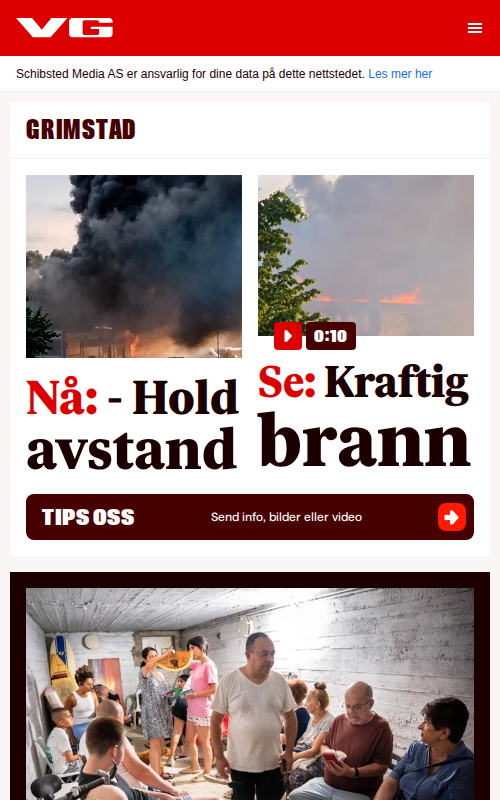 VG
Schibsted Media AS er ansvarlig for dine data på dette nettstedet. Les mer her
GRIMSTAD
Nå: - Hold
avstand
0:10
Se: Kraftig
brann
TIPS OSS
Send info, bilder eller video